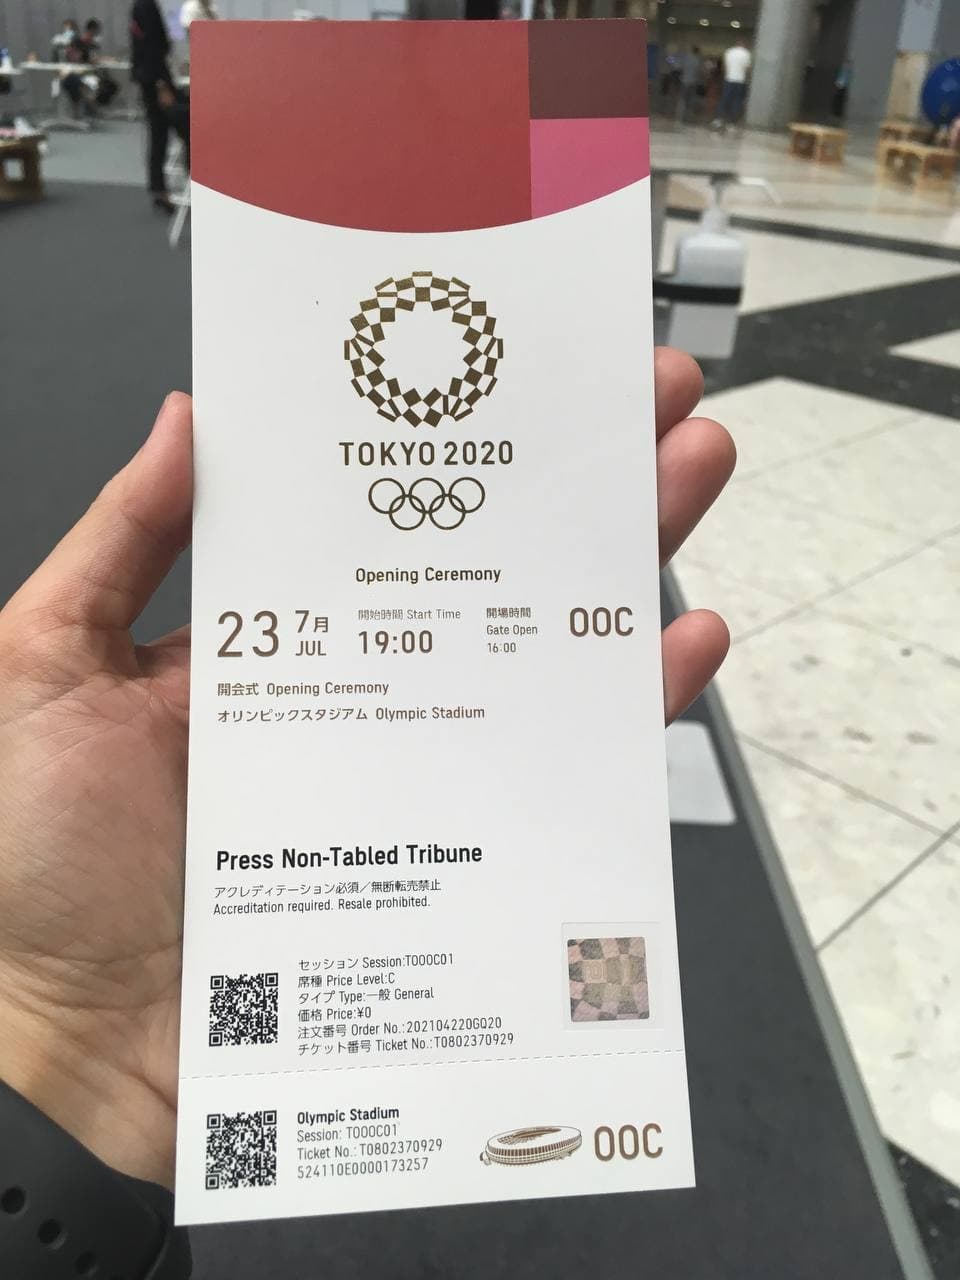 TOKYO 2020
Opening Ceremony
23 7月 JUL
開始時間 Start Time
19:00
開場時間
Gate Open
16:00
OOC
開会式 Opening Ceremony
オリンピックスタジアム Olympic Stadium
Press Non-Tabled Tribune
アクレディテーション必須／無断転売禁止
Accreditation required. Resale prohibited.
セッション Session:TOOOC01
席種 Price Level:C
タイプ Type:一般 General
価格 Price:¥0
注文番号 Order No.:202104220GQ20
チケット番号 Ticket No.:T0802370929
Olympic Stadium
Session: TOOOC01
Ticket No.: T0802370929
524110E0000173257
OOC